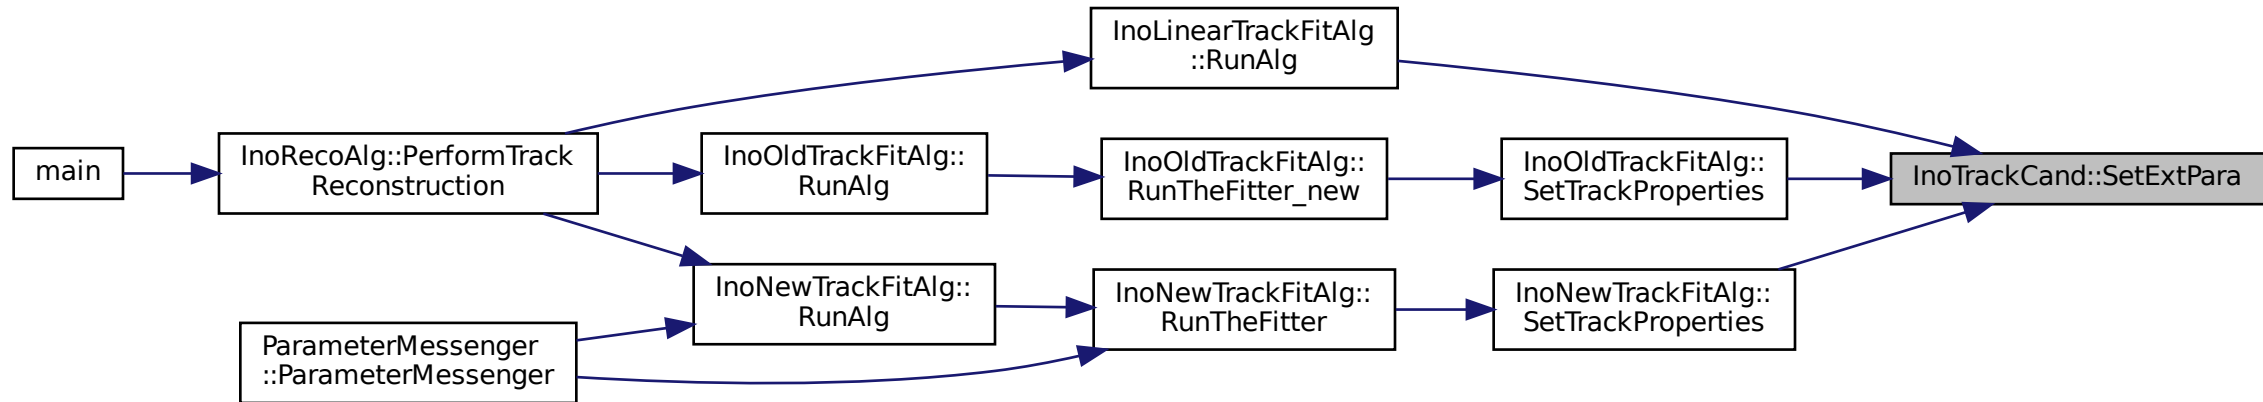 main
InoRecoAlg::PerformTrack
Reconstruction
InoLinearTrackFitAlg
::RunAlg
InoOldTrackFitAlg::
RunAlg
InoOldTrackFitAlg::
RunTheFitter_new
InoOldTrackFitAlg::
SetTrackProperties
InoTrackCand::SetExtPara
InoNewTrackFitAlg::
RunAlg
InoNewTrackFitAlg::
RunTheFitter
InoNewTrackFitAlg::
SetTrackProperties
ParameterMessenger
::ParameterMessenger